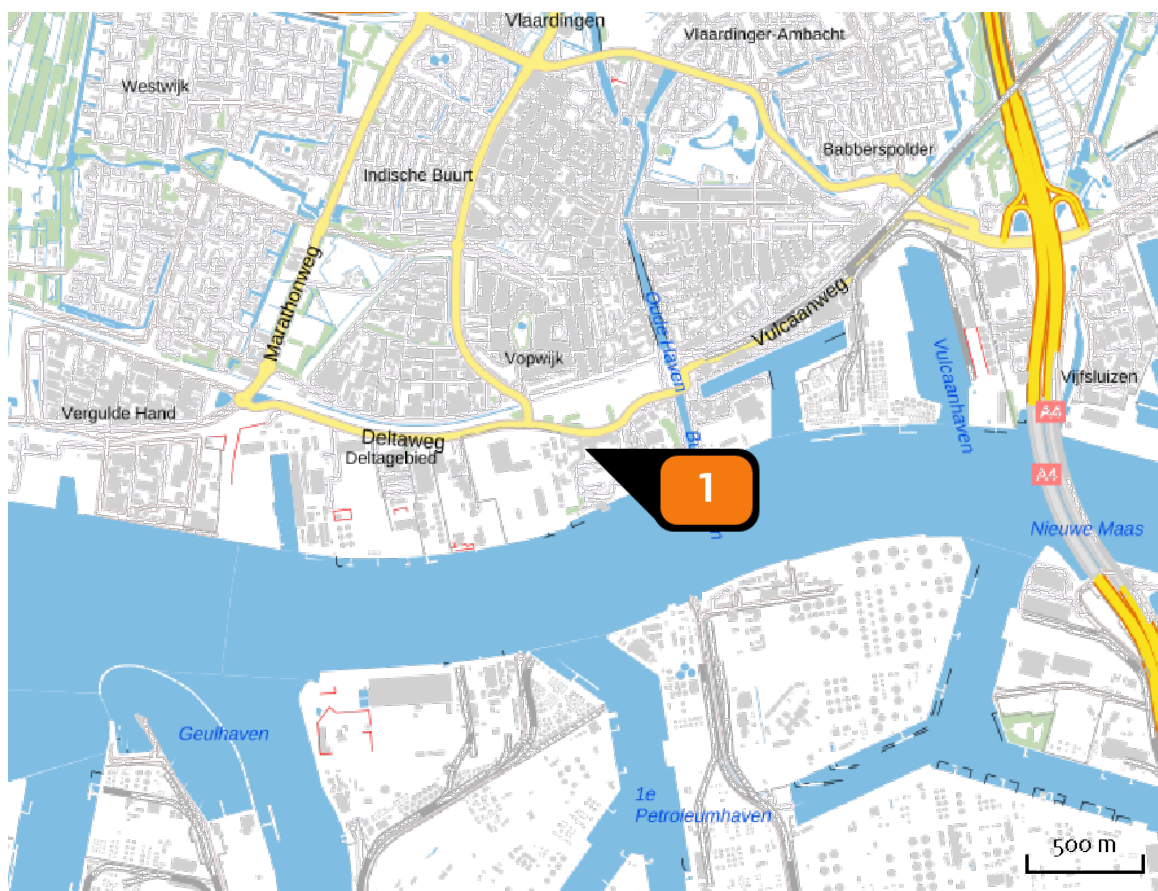 Vlaardingen
Vlaardinger-Ambacht
Westwijk
Babberspolder
Indische Buurt
Marathonweg
Oude Haven
Vulcaanweg
Vopwijk
Vulcaanhaven
Vijfsluizen
Vergulde Hand
A4
Deltaweg
Deltagebied
A4
1
Nieuwe Maas
Geulhaven
1e
Petroleumhaven
500 m